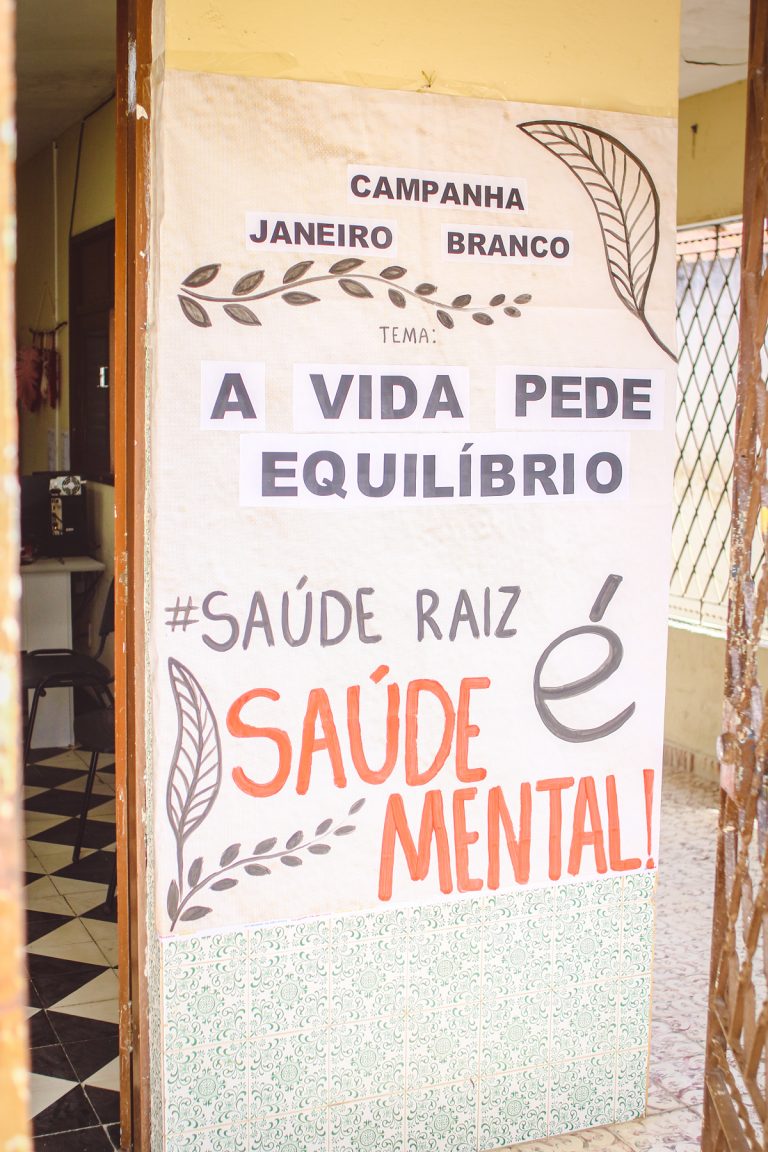 CAMPANHA
JANEIRO BRANCO
TEMA:
A VIDA PEDE
EQUILÍBRIO
#SAÚDE RAIZ É
SAÚDE
MENTAL!